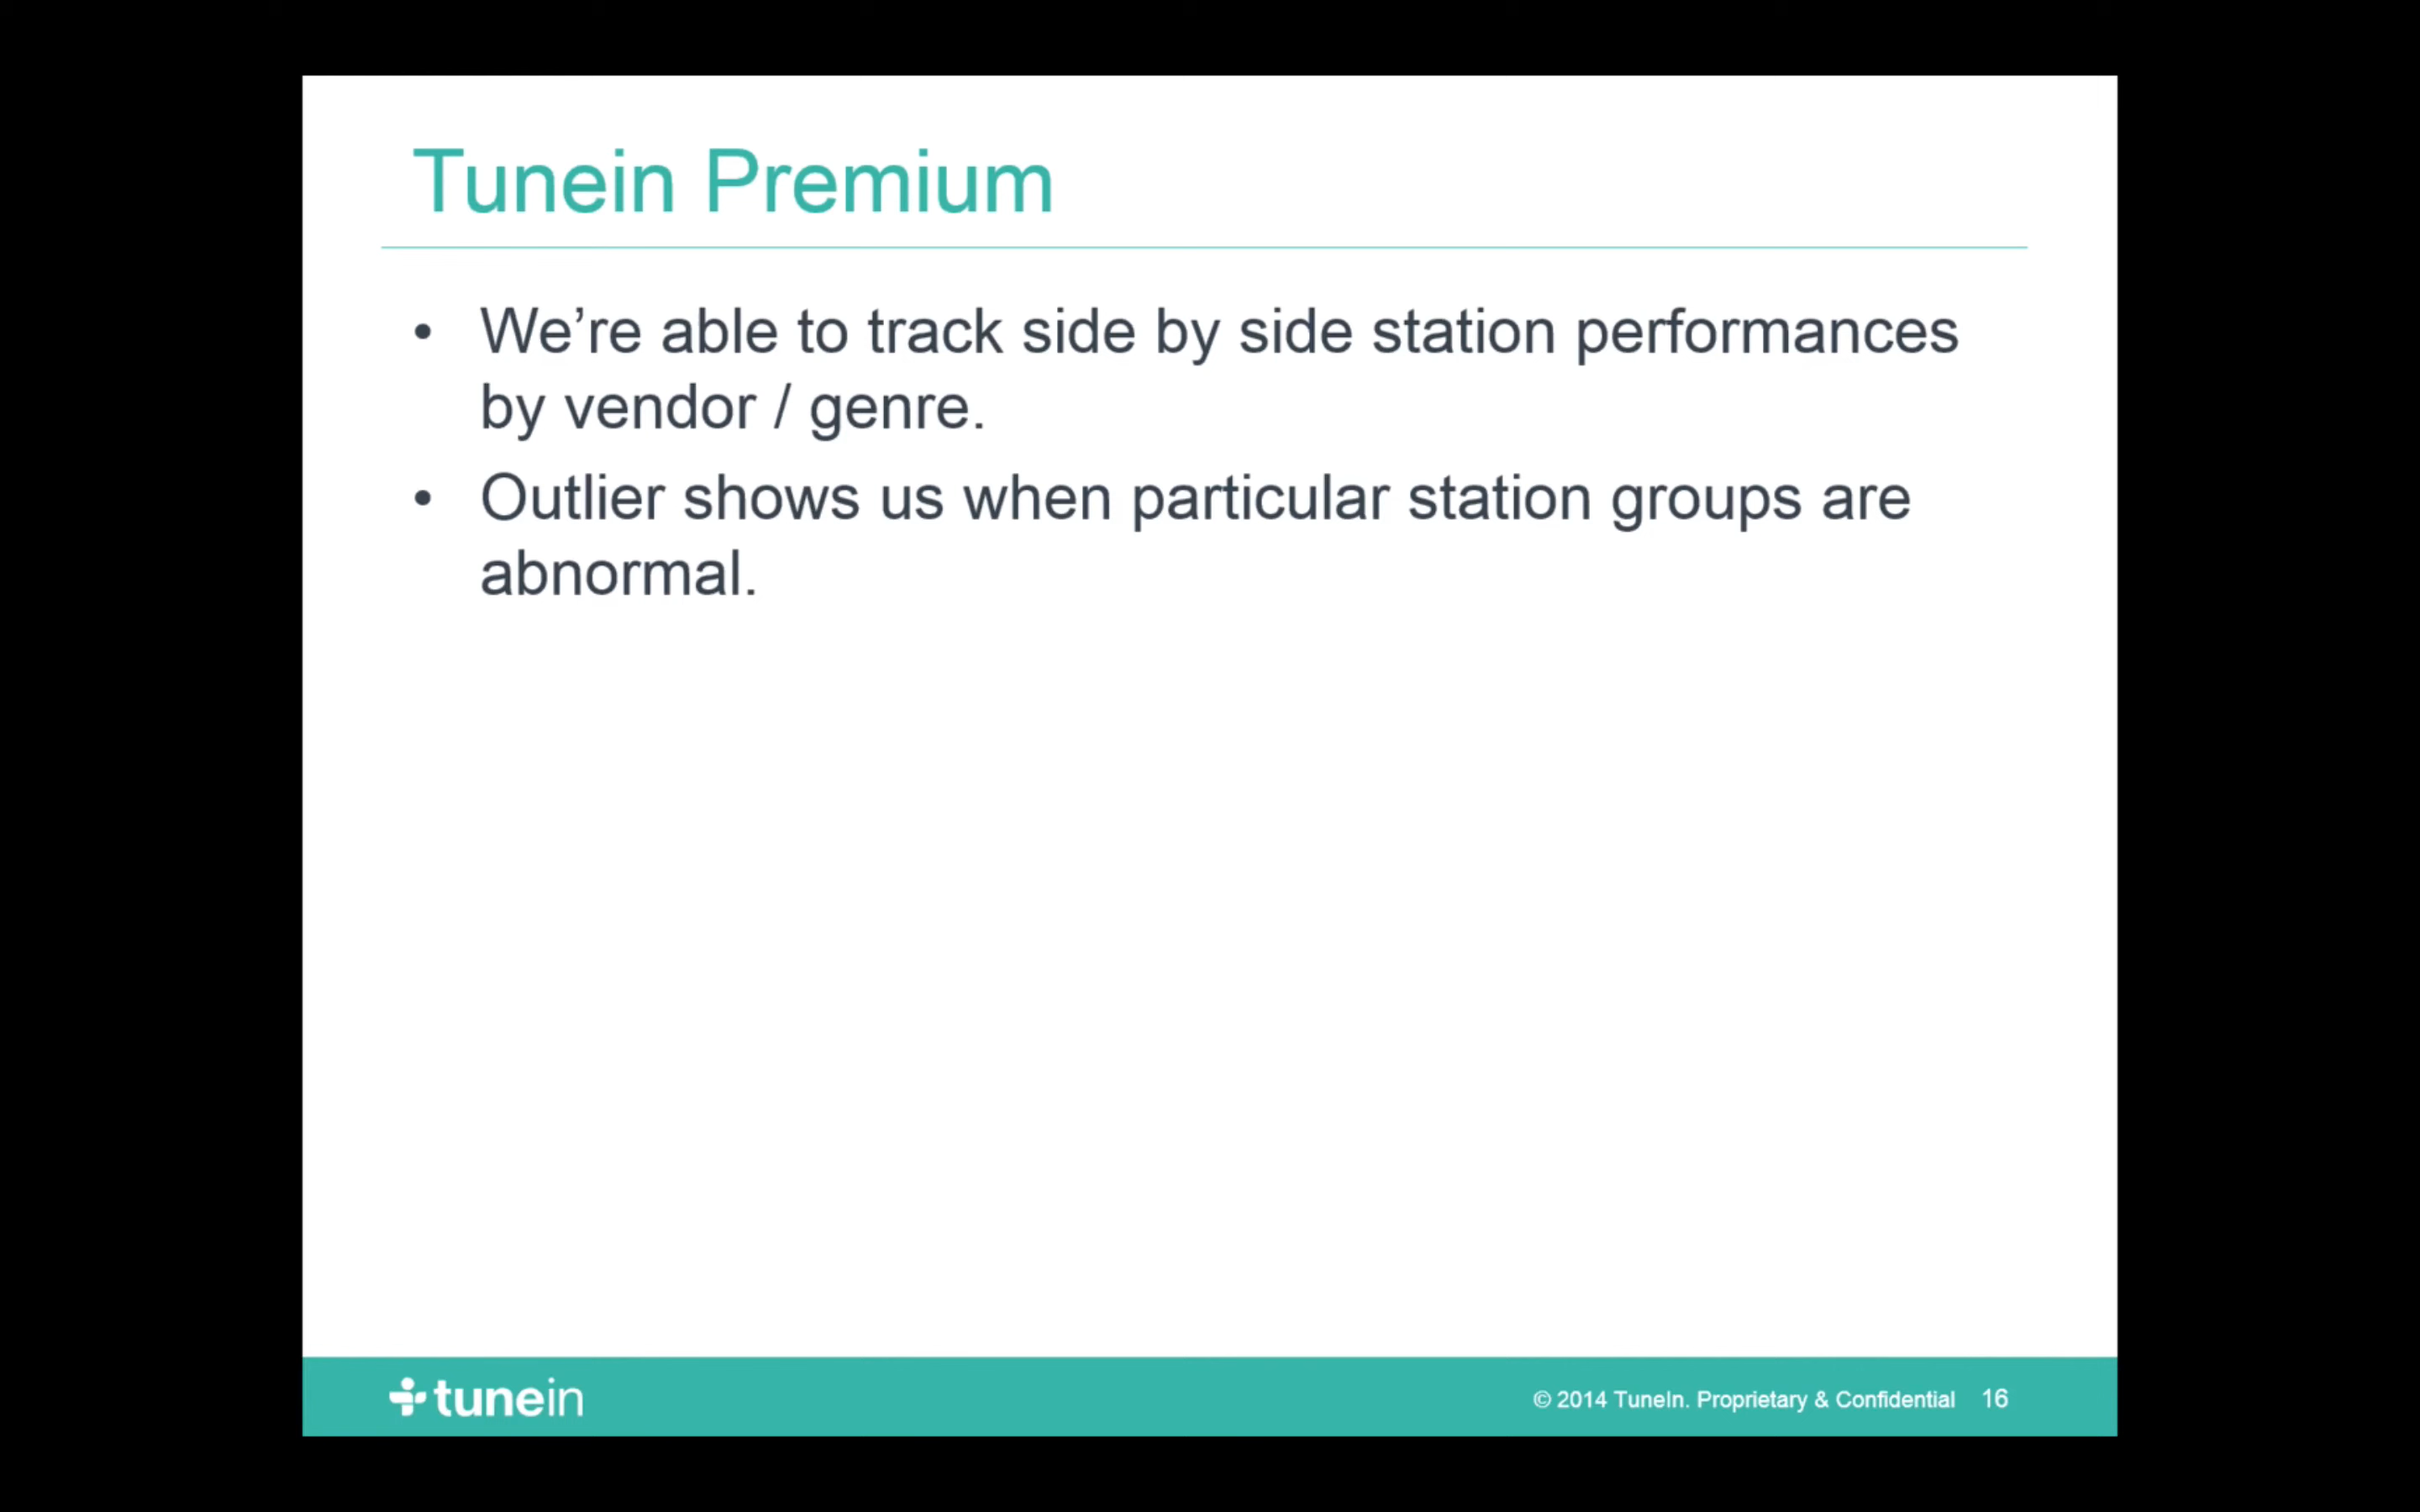 Tunein Premium
• We’re able to track side by side station performances
by vendor / genre.
• Outlier shows us when particular station groups are
abnormal.
tunein
© 2014 TuneIn. Proprietary & Confidential 16